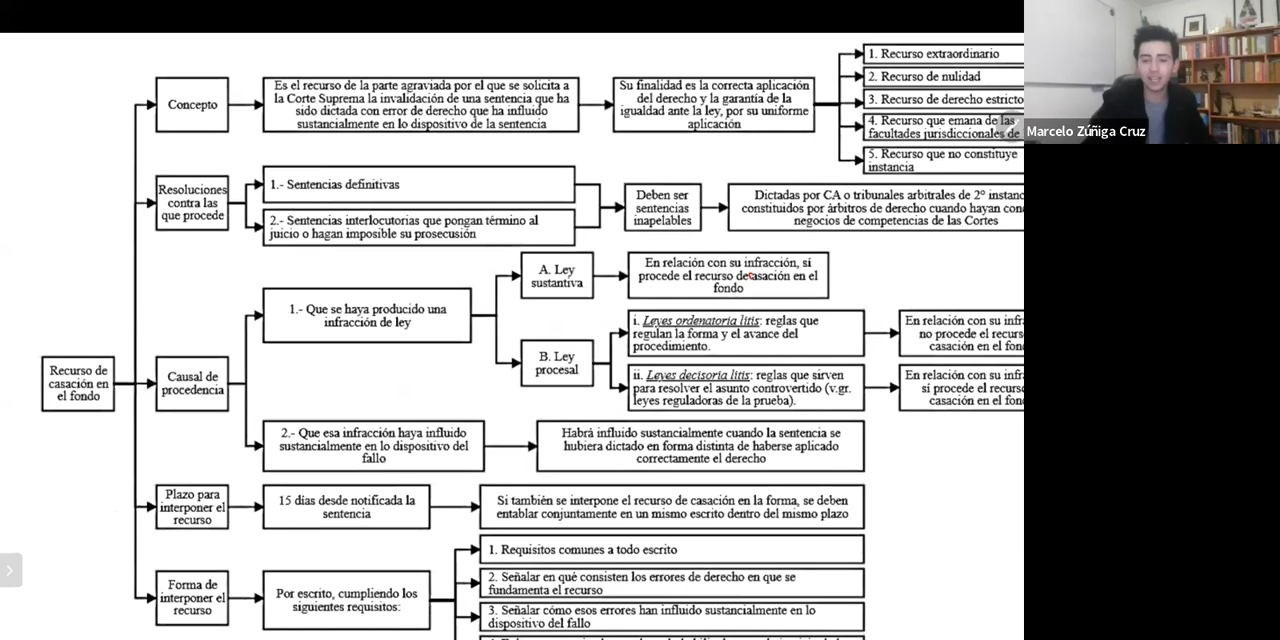 Concepto
Es el recurso de la parte agraviada por el que se solicita a
la Corte Suprema la invalidación de una sentencia que ha
sido dictada con error de derecho que ha influido
sustancialmente en lo dispositivo de la sentencia
Su finalidad es la correcta aplicación
del derecho y la garantía de la
igualdad ante la ley, por su uniforme
aplicación
1. Recurso extraordinario
2. Recurso de nulidad
3. Recurso de derecho estricto
4. Recurso que emana de las
facultades jurisdiccionales de
5. Recurso que no constituye
instancia
Marcelo Zúñiga Cruz
Resoluciones
contra las
que procede
1.- Sentencias definitivas
2.- Sentencias interlocutorias que pongan término al
juicio o hagan imposible su prosecusión
Deben ser
sentencias
inapelables
Dictadas por CA o tribunales arbitrales de 2° instanc
constituidos por árbitros de derecho cuando hayan con
negocios de competencias de las Cortes
Recurso de
casación en
el fondo
Causal de
procedencia
1.- Que se haya producido una
infracción de ley
A. Ley
sustantiva
En relación con su infracción, sí
procede el recurso de casación en el
fondo
B. Ley
procesal
i. Leyes ordenatoria litis: reglas que
regulan la forma y el avance del
procedimiento.
En relación con su infr
no procede el recurs
casación en el fon
ii. Leyes decisoria litis: reglas que sirven
para resolver el asunto controvertido (v.gr.
leyes reguladoras de la prueba).
En relación con su infr
sí procede el recurs
casación en el fon
2.- Que esa infracción haya influido
sustancialmente en lo dispositivo del
fallo
Habrá influido sustancialmente cuando la sentencia se
hubiera dictado en forma distinta de haberse aplicado
correctamente el derecho
Plazo para
interponer el
recurso
15 días desde notificada la
sentencia
Si también se interpone el recurso de casación en la forma, se deben
entablar conjuntamente en un mismo escrito dentro del mismo plazo
Forma de
interponer el
recurso
Por escrito, cumpliendo los
siguientes requisitos:
1. Requisitos comunes a todo escrito
2. Señalar en qué consisten los errores de derecho en que se
fundamenta el recurso
3. Señalar cómo esos errores han influido sustancialmente en lo
dispositivo del fallo